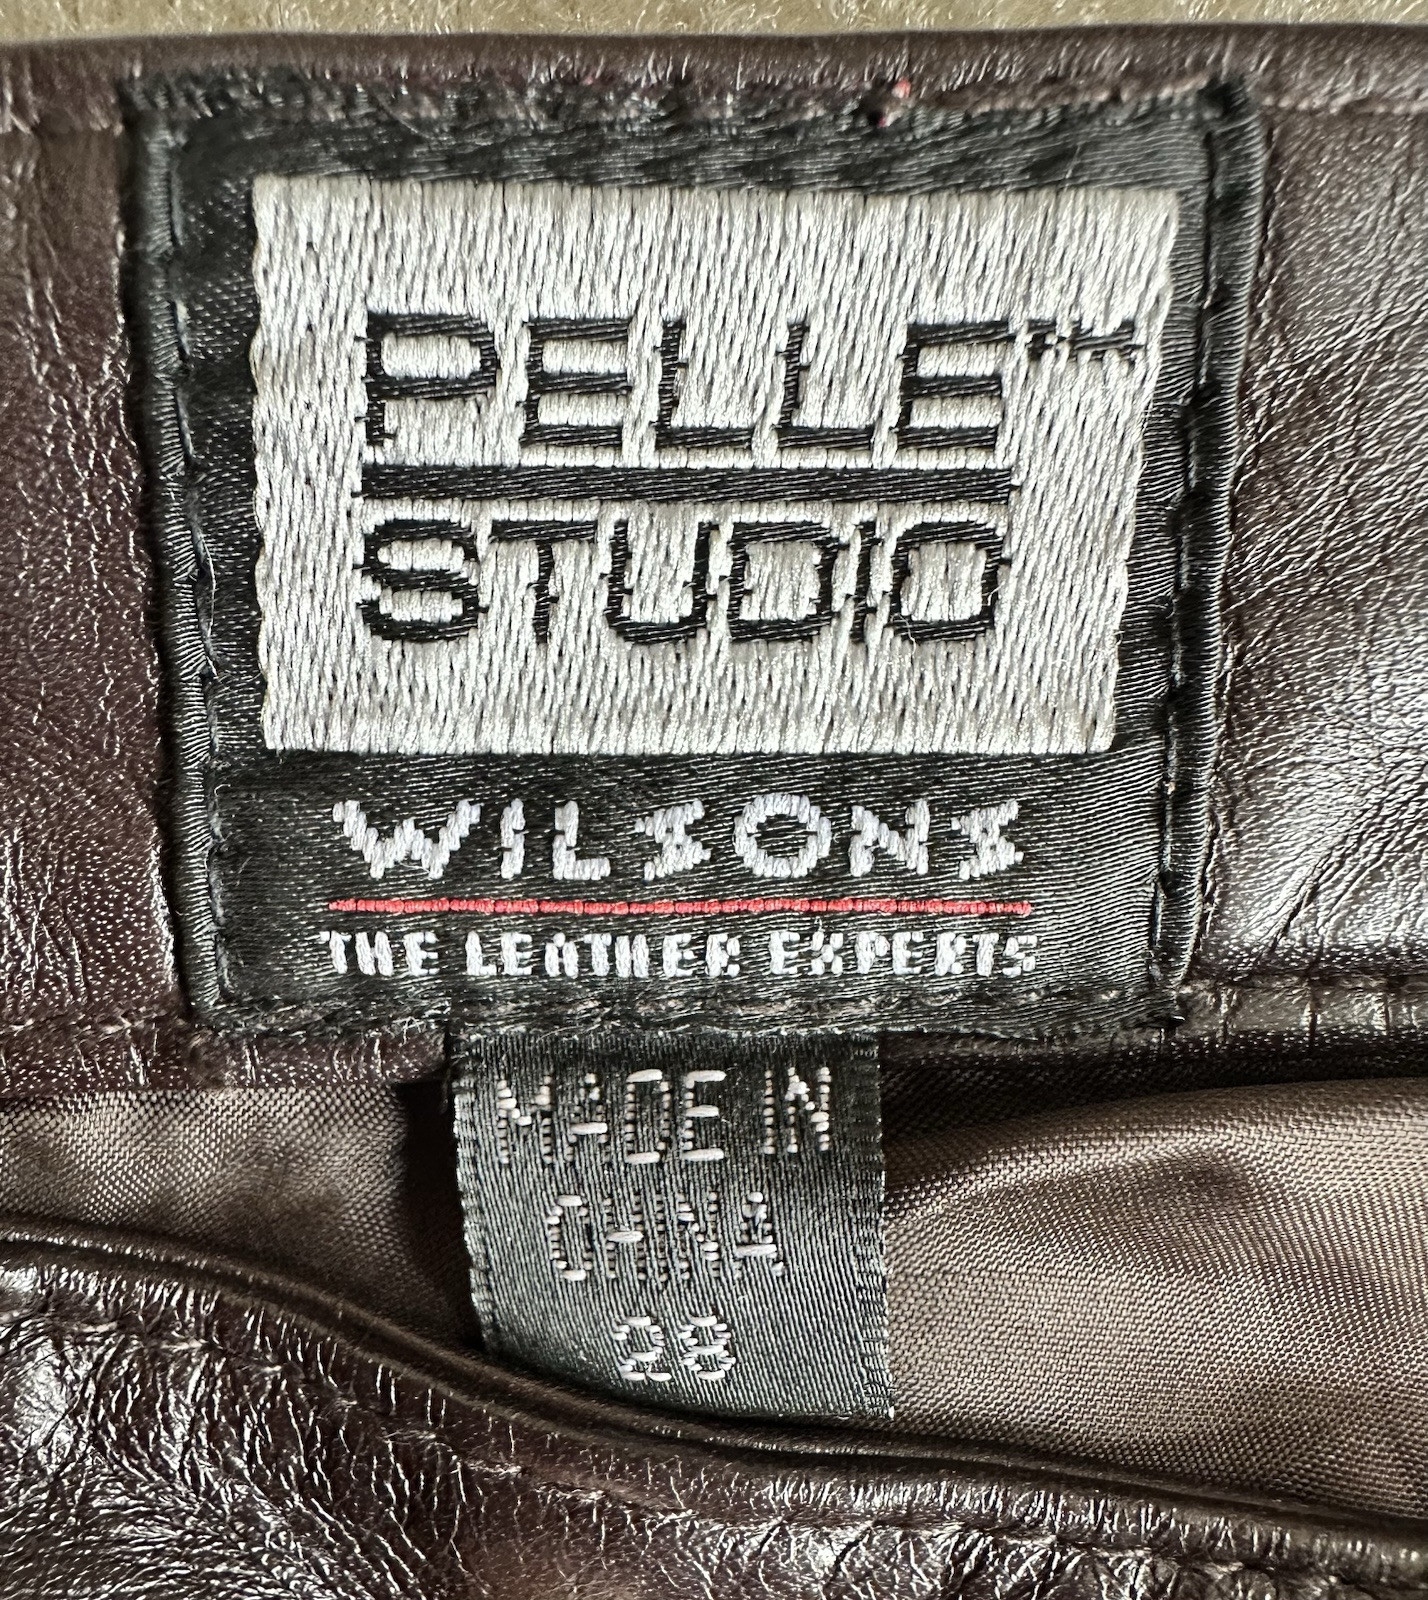 PELLE™
STUDIO
WILSONS
THE LEATHER EXPERTS
MADE IN
CHINA
28